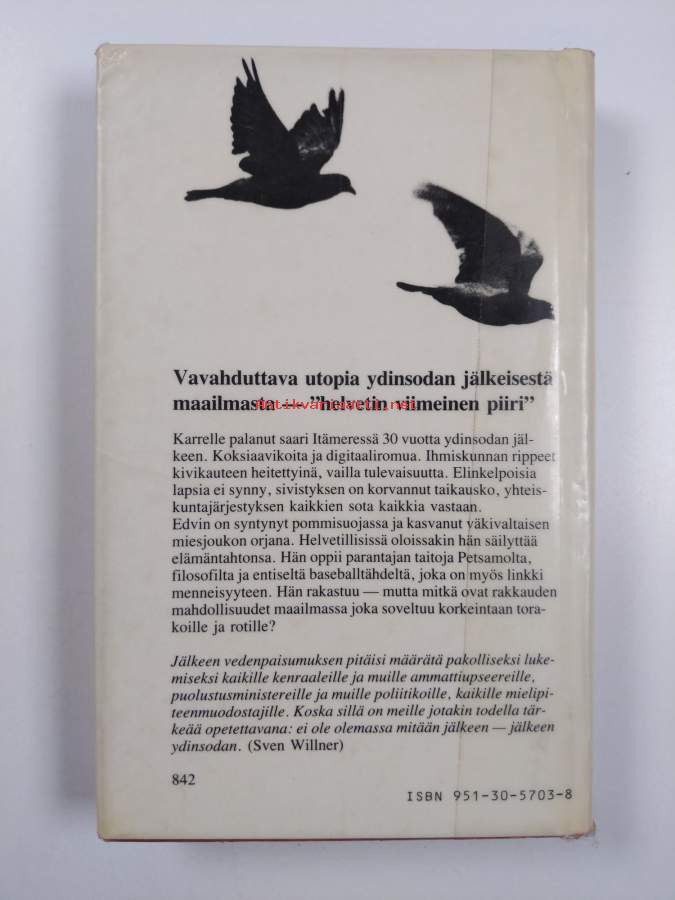 Vavahduttava utopia ydinsodan jälkeisestä
maailmasta — "helvetin viimeinen piiri"
Antikvariaatti.net
Karrelle palanut saari Itämeressä 30 vuotta ydinsodan jäl-
keen. Koksiaavikoita ja digitaaliromua. Ihmiskunnan rippeet
kivikauteen heitettyinä, vailla tulevaisuutta. Elinkelpoisia
lapsia ei synny, sivistyksen on korvannut taikausko, yhteis-
kuntajärjestyksen kaikkien sota kaikkia vastaan.
Edvin on syntynyt pommisuojassa ja kasvanut väkivaltaisen
miesjoukon orjana. Helvetillisissä oloissakin hän säilyttää
elämäntahtonsa. Hän oppii parantajan taitoja Petsamolta,
filosofilta ja entiseltä baseballtähdeltä, joka on myös linkki
menneisyyteen. Hän rakastuu — mutta mitkä ovat rakkauden
mahdollisuudet maailmassa joka soveltuu korkeintaan tora-
koille ja rotille?
Jälkeen vedenpaisumuksen pitäisi määrätä pakolliseksi luke-
miseksi kaikille kenraaleille ja muille ammattiupseereille,
puolustusministereille ja muille poliitikoille, kaikille mielipi-
teenmuodostajille. Koska sillä on meille jotakin todella tär-
keää opetettavana: ei ole olemassa mitään jälkeen — jälkeen
ydinsodan. (Sven Willner)
842
ISBN 951-30-5703-8